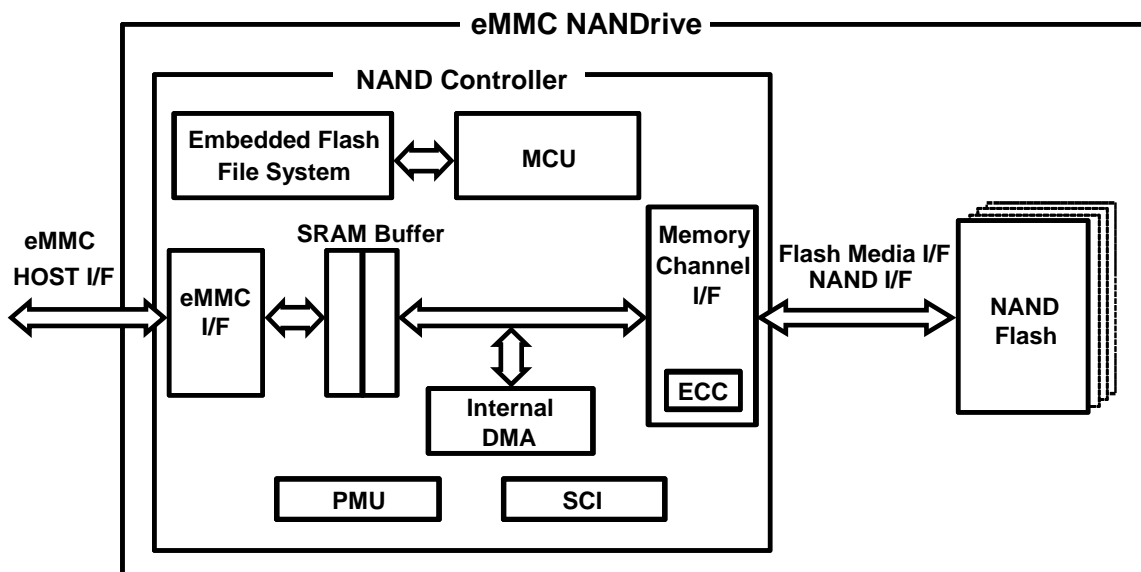 eMMC NANDrive
NAND Controller
Embedded Flash
File System
MCU
eMMC
HOST I/F
eMMC
I/F
SRAM Buffer
Internal
DMA
Memory
Channel
I/F
ECC
Flash Media I/F
NAND I/F
NAND
Flash
PMU
SCI